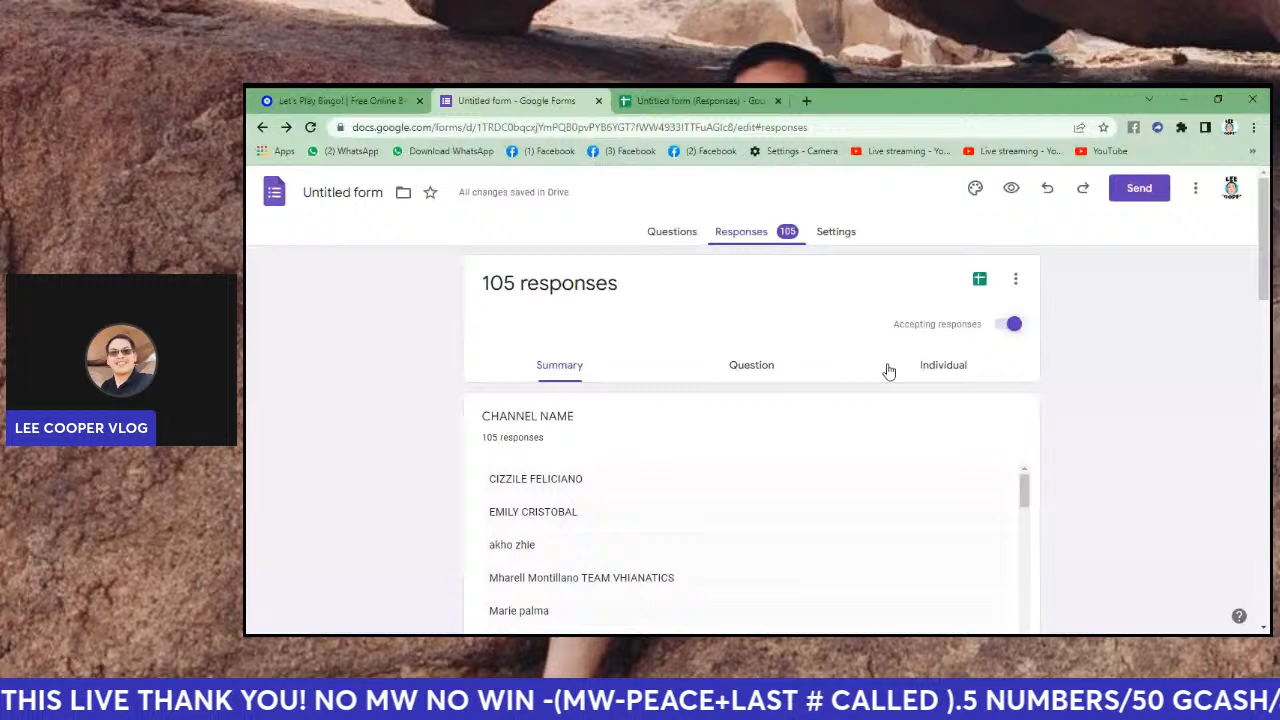 Let's Play Bingo! | Free Online B
Untitled form - Google Forms
Untitled form (Responses) - Goo
docs.google.com/forms/d/1TRDC0bqcxjYmPQB0pvPYB6YGT7fWW4933ITTFuAGIc8/edit#responses
Apps
(2) WhatsApp
Download WhatsApp
(1) Facebook
(3) Facebook
(2) Facebook
Settings - Camera
Live streaming - Yo...
Live streaming - Yo...
YouTube
Untitled form
All changes saved in Drive
Send
LEE
Questions
Responses 105
Settings
105 responses
Accepting responses
Summary
Question
Individual
CHANNEL NAME
105 responses
CIZZILE FELICIANO
EMILY CRISTOBAL
akho zhie
Mharell Montillano TEAM VHIANATICS
Marie palma
LEE COOPER VLOG
THIS LIVE THANK YOU! NO MW NO WIN -(MW-PEACE+LAST # CALLED ).5 NUMBERS/50 GCASH/